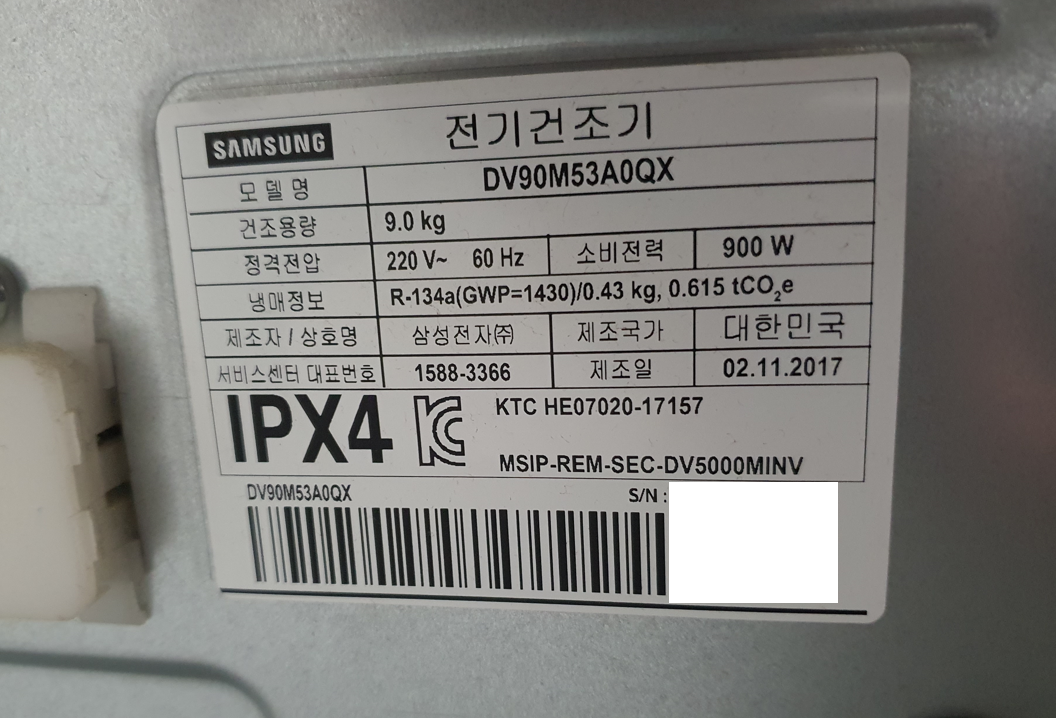 SAMSUNG 전기건조기
모델명 DV90M53A0QX
건조용량 9.0 kg
정격전압 220 V~ 60 Hz 소비전력 900 W
냉매정보 R-134a(GWP=1430)/0.43 kg, 0.615 tCO₂e
제조자 / 상호명 삼성전자㈜ 제조국가 대한민국
서비스센터 대표번호 1588-3366 제조일 02.11.2017
IPX4 KTC HE07020-17157
MSIP-REM-SEC-DV5000MINV
DV90M53A0QX S/N :